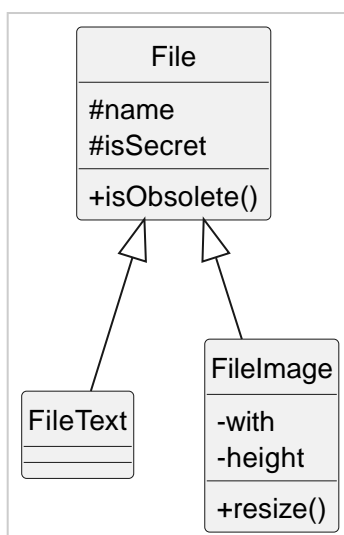 File
#name
#isSecret
+isObsolete()
FileText
FileImage
-with
-height
+resize()